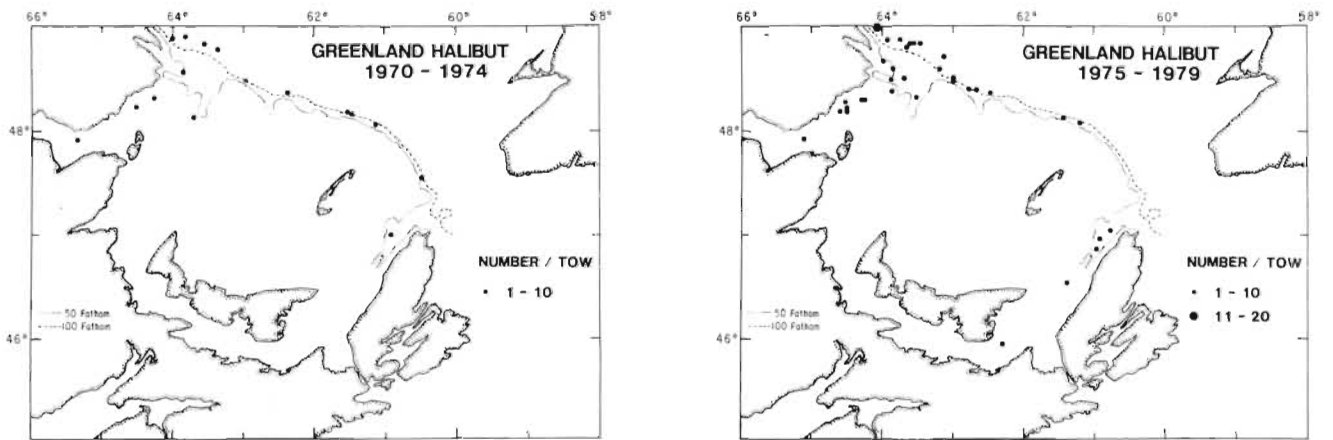 66° 64° 62° 60° 58°
GREENLAND HALIBUT
1970 - 1974
48°
NUMBER / TOW
1 - 10
50 Fathom
100 Fathom
46°
66° 64° 62° 60° 58°
GREENLAND HALIBUT
1975 - 1979
48°
NUMBER / TOW
1 - 10
11 - 20
50 Fathom
100 Fathom
46°